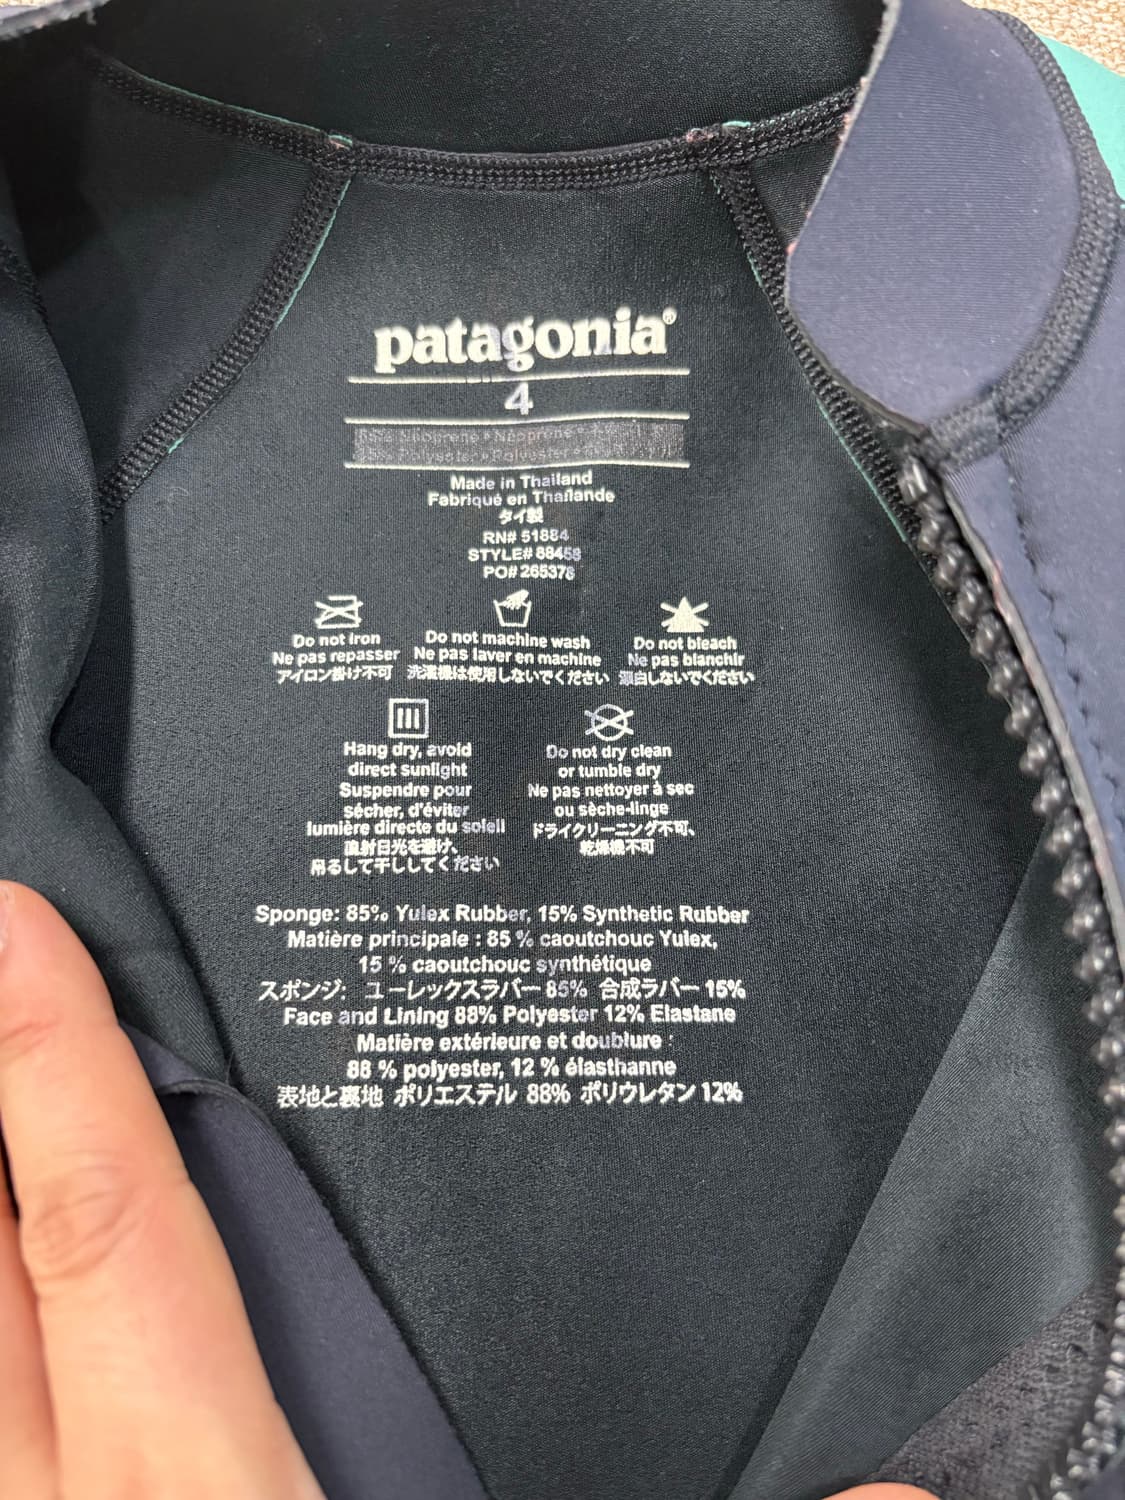 patagonia®
4
Neoprene • Néoprène •
Polyester • Polyester •
Made in Thailand
Fabriqué en Thaïlande
タイ製
RN# 51884
STYLE# 88458
PO# 265378
Do not iron
Ne pas repasser
アイロン掛け不可
Do not machine wash
Ne pas laver en machine
洗濯機は使用しないでください
Do not bleach
Ne pas blanchir
漂白しないでください
Hang dry, avoid
direct sunlight
Suspendre pour
sécher, d'éviter
lumière directe du soleil
直射日光を避け、
吊るして干ししてください
Do not dry clean
or tumble dry
Ne pas nettoyer à sec
ou sèche-linge
ドライクリーニング不可、
乾燥機不可
Sponge: 85% Yulex Rubber, 15% Synthetic Rubber
Matière principale : 85 % caoutchouc Yulex,
15 % caoutchouc synthétique
スポンジ: ユーレックスラバー 85% 合成ラバー 15%
Face and Lining 88% Polyester 12% Elastane
Matière extérieure et doublure :
88 % polyester, 12 % élasthanne
表地と裏地 ポリエステル 88% ポリウレタン 12%